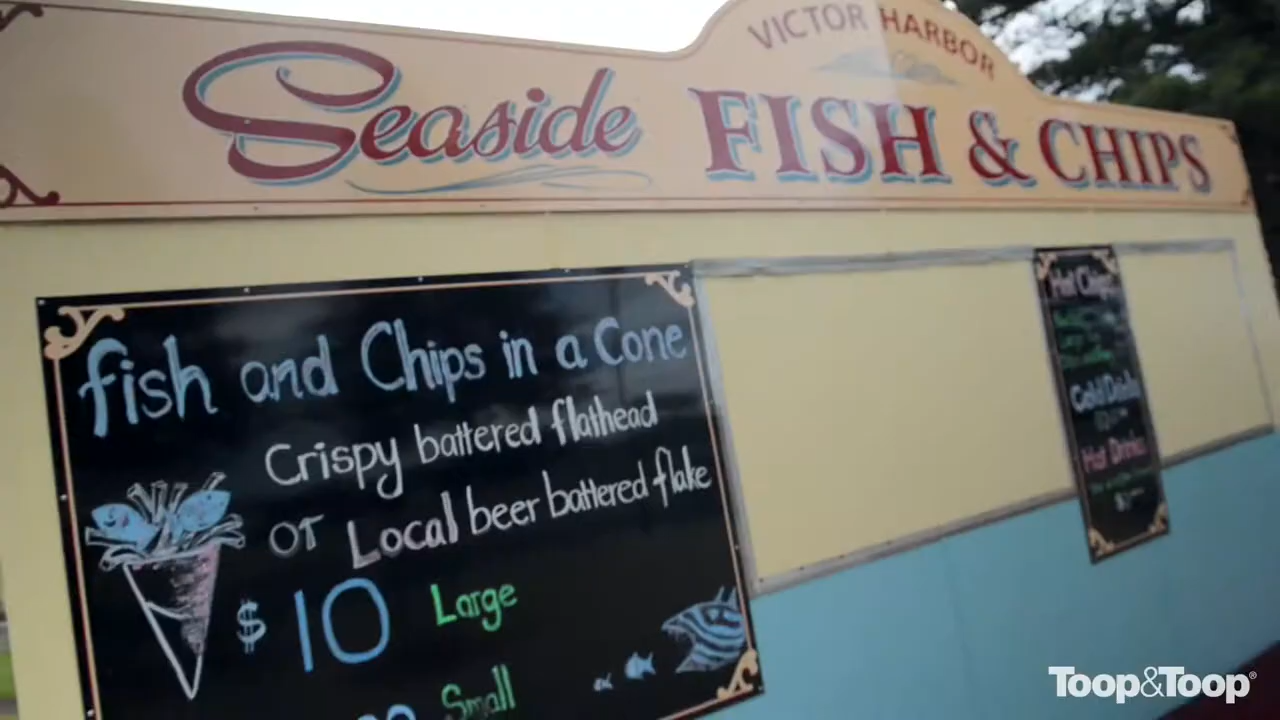 VICTOR HARBOR
Seaside FISH & CHIPS
fish and Chips in a Cone
Crispy battered flathead
or Local beer battered flake
$10 Large
Small
Hot Chips
Cold Drinks
Hot Drinks
Toop&Toop®